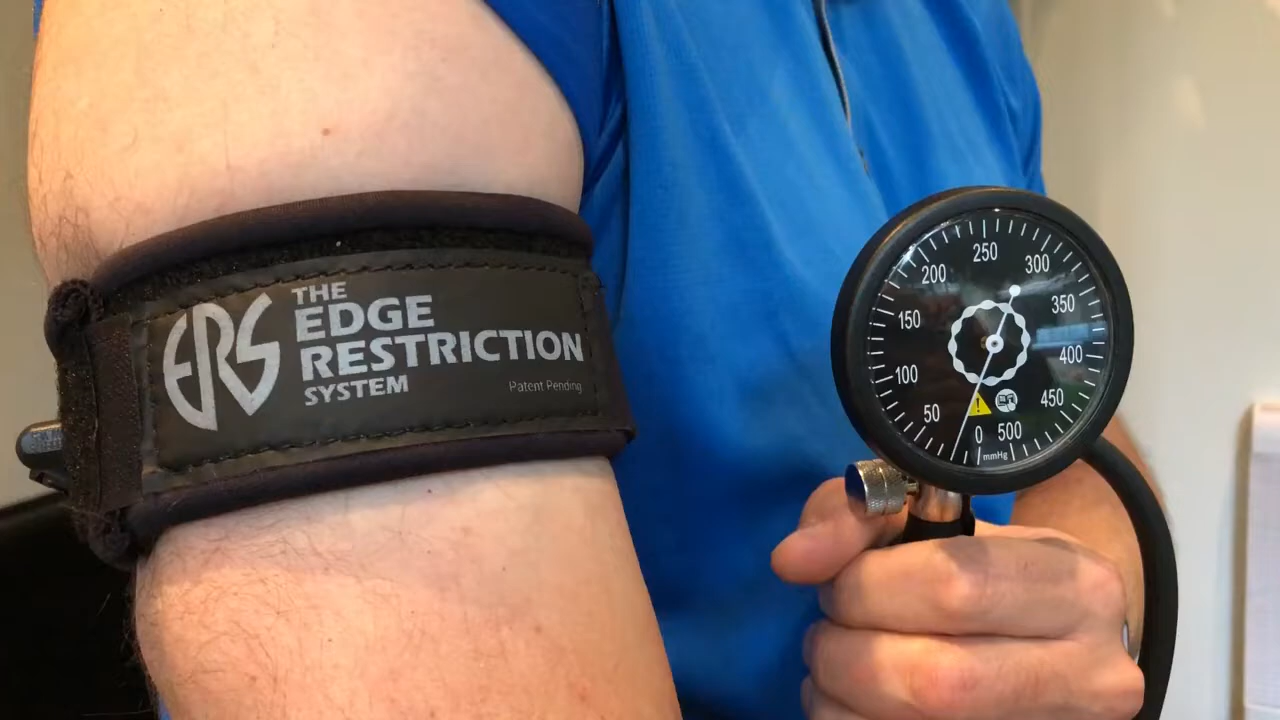 ERS
THE
EDGE
RESTRICTION
SYSTEM
Patent Pending
250
200
300
150
350
100
400
50
450
0
500
mmHg